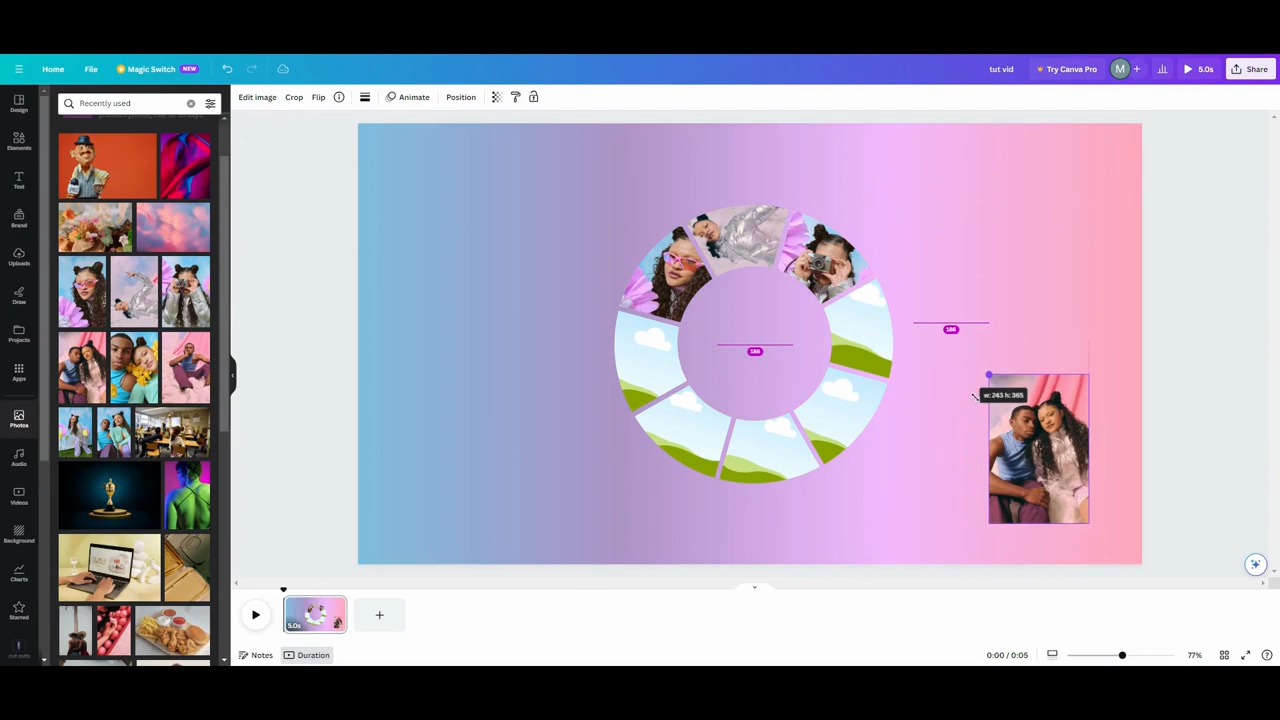 Home File Magic Switch NEW tut vid Try Canva Pro M + 5.0s Share
Design
Elements
Text
Brand
Uploads
Draw
Projects
Apps
Photos
Audio
Videos
Background
Charts
Starred
Recently used
Edit image Crop Flip Animate Position
186
186
w: 243 h: 365
5.0s
Notes Duration 0:00 / 0:05 77%